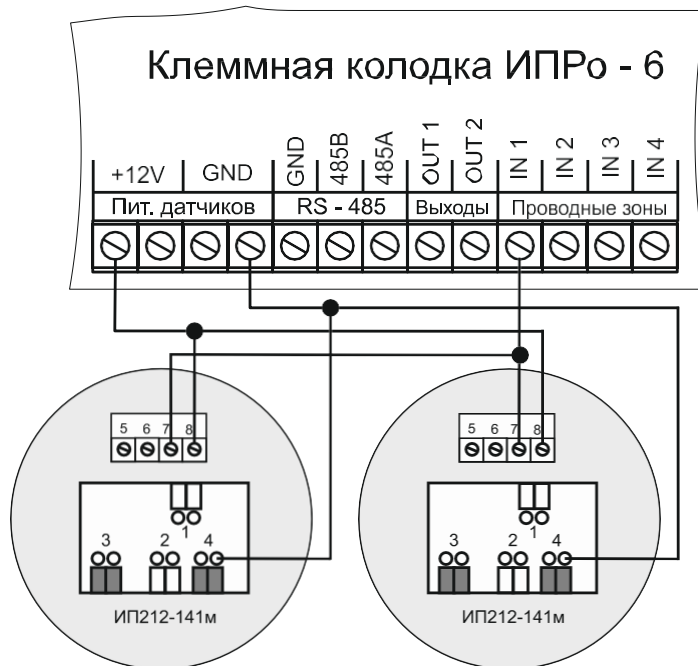 Клеммная колодка ИПРо - 6
+12V GND GND 485B 485A OUT 1 OUT 2 IN 1 IN 2 IN 3 IN 4
Пит. датчиков RS - 485 Выходы Проводные зоны
5 6 7 8
1
3 2 4
ИП212-141м
5 6 7 8
1
3 2 4
ИП212-141м